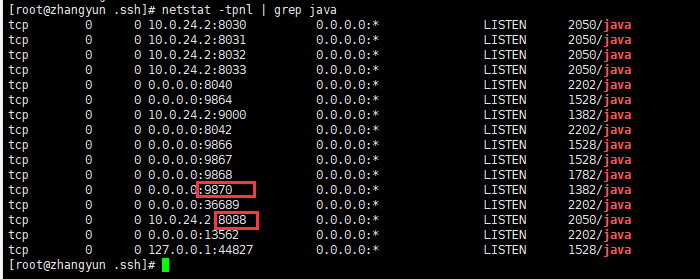 [root@zhangyun .ssh]# netstat -tpnl | grep java
tcp 0 0 10.0.24.2:8030 0.0.0.0:* LISTEN 2050/java
tcp 0 0 10.0.24.2:8031 0.0.0.0:* LISTEN 2050/java
tcp 0 0 10.0.24.2:8032 0.0.0.0:* LISTEN 2050/java
tcp 0 0 10.0.24.2:8033 0.0.0.0:* LISTEN 2050/java
tcp 0 0 0.0.0.0:8040 0.0.0.0:* LISTEN 2202/java
tcp 0 0 0.0.0.0:9864 0.0.0.0:* LISTEN 1528/java
tcp 0 0 10.0.24.2:9000 0.0.0.0:* LISTEN 1382/java
tcp 0 0 0.0.0.0:8042 0.0.0.0:* LISTEN 2202/java
tcp 0 0 0.0.0.0:9866 0.0.0.0:* LISTEN 1528/java
tcp 0 0 0.0.0.0:9867 0.0.0.0:* LISTEN 1528/java
tcp 0 0 0.0.0.0:9868 0.0.0.0:* LISTEN 1782/java
tcp 0 0 0.0.0.0:9870 0.0.0.0:* LISTEN 1382/java
tcp 0 0 0.0.0.0:36689 0.0.0.0:* LISTEN 2202/java
tcp 0 0 10.0.24.2:8088 0.0.0.0:* LISTEN 2050/java
tcp 0 0 0.0.0.0:13562 0.0.0.0:* LISTEN 2202/java
tcp 0 0 127.0.0.1:44827 0.0.0.0:* LISTEN 1528/java
[root@zhangyun .ssh]#